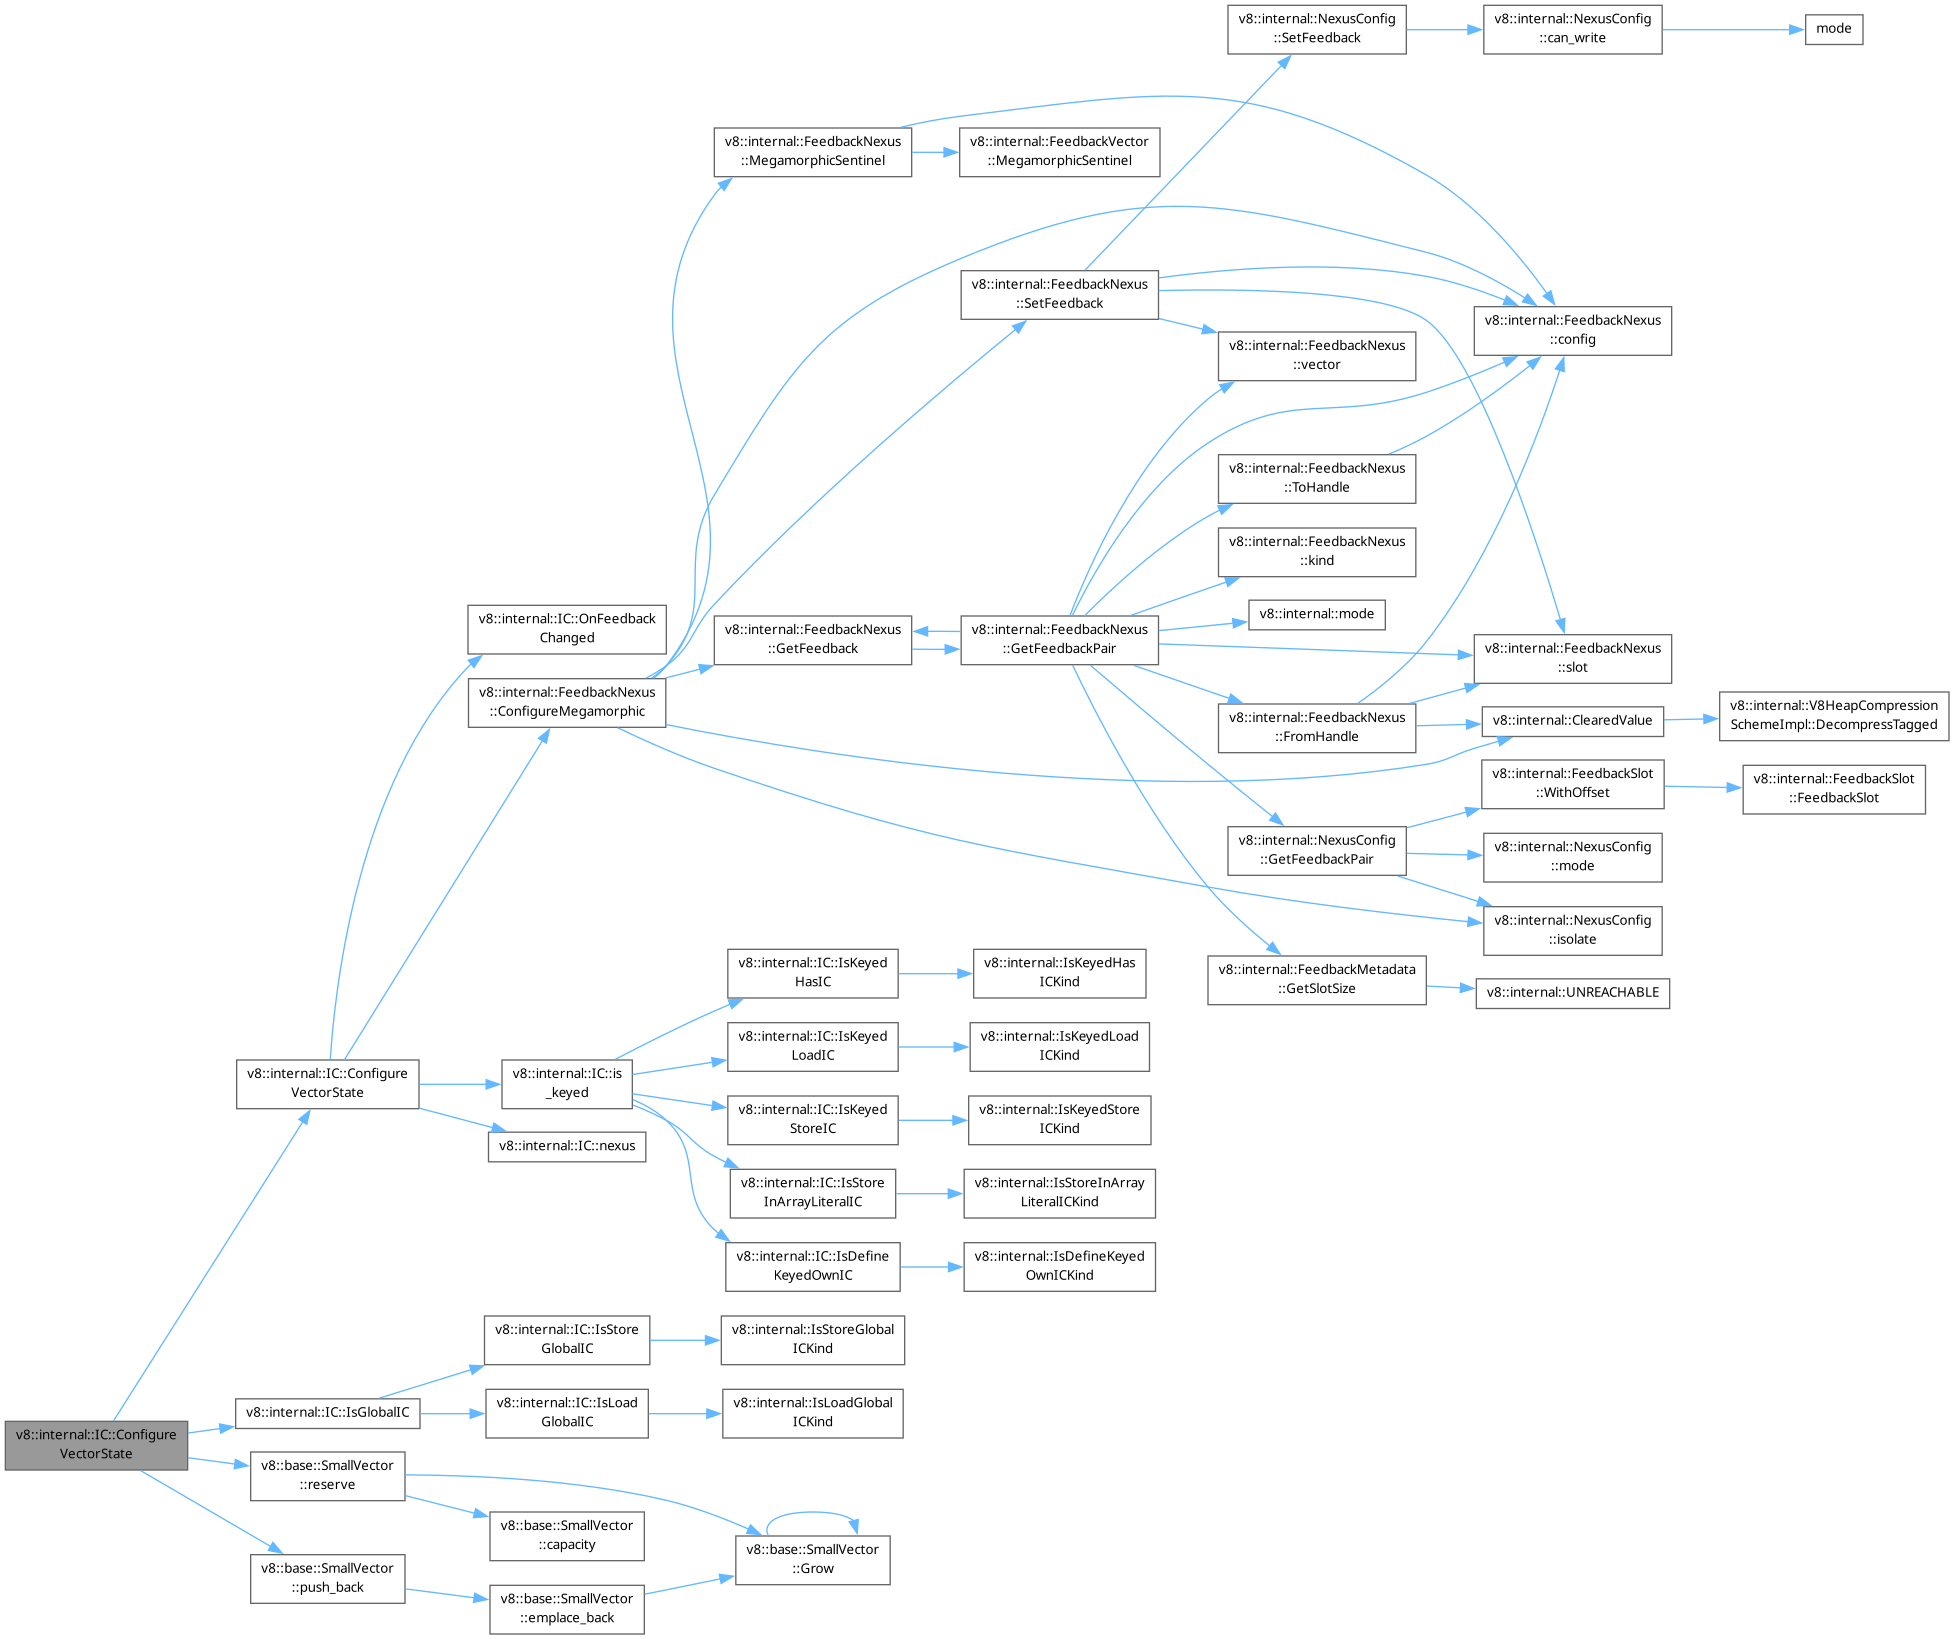 v8::internal::NexusConfig
::SetFeedback
v8::internal::NexusConfig
::can_write
mode
v8::internal::FeedbackNexus
::MegamorphicSentinel
v8::internal::FeedbackVector
::MegamorphicSentinel
v8::internal::FeedbackNexus
::SetFeedback
v8::internal::FeedbackNexus
::config
v8::internal::FeedbackNexus
::vector
v8::internal::FeedbackNexus
::ToHandle
v8::internal::FeedbackNexus
::kind
v8::internal::IC::OnFeedback
Changed
v8::internal::FeedbackNexus
::GetFeedback
v8::internal::FeedbackNexus
::GetFeedbackPair
v8::internal::mode
v8::internal::FeedbackNexus
::slot
v8::internal::FeedbackNexus
::ConfigureMegamorphic
v8::internal::FeedbackNexus
::FromHandle
v8::internal::ClearedValue
v8::internal::V8HeapCompression
SchemeImpl::DecompressTagged
v8::internal::FeedbackSlot
::WithOffset
v8::internal::FeedbackSlot
::FeedbackSlot
v8::internal::NexusConfig
::GetFeedbackPair
v8::internal::NexusConfig
::mode
v8::internal::NexusConfig
::isolate
v8::internal::FeedbackMetadata
::GetSlotSize
v8::internal::UNREACHABLE
v8::internal::IC::IsKeyed
HasIC
v8::internal::IsKeyedHas
ICKind
v8::internal::IC::IsKeyed
LoadIC
v8::internal::IsKeyedLoad
ICKind
v8::internal::IC::Configure
VectorState
v8::internal::IC::is
_keyed
v8::internal::IC::IsKeyed
StoreIC
v8::internal::IsKeyedStore
ICKind
v8::internal::IC::nexus
v8::internal::IC::IsStore
InArrayLiteralIC
v8::internal::IsStoreInArray
LiteralICKind
v8::internal::IC::IsDefine
KeyedOwnIC
v8::internal::IsDefineKeyed
OwnICKind
v8::internal::IC::IsStore
GlobalIC
v8::internal::IsStoreGlobal
ICKind
v8::internal::IC::IsGlobalIC
v8::internal::IC::IsLoad
GlobalIC
v8::internal::IsLoadGlobal
ICKind
v8::internal::IC::Configure
VectorState
v8::base::SmallVector
::reserve
v8::base::SmallVector
::capacity
v8::base::SmallVector
::Grow
v8::base::SmallVector
::push_back
v8::base::SmallVector
::emplace_back